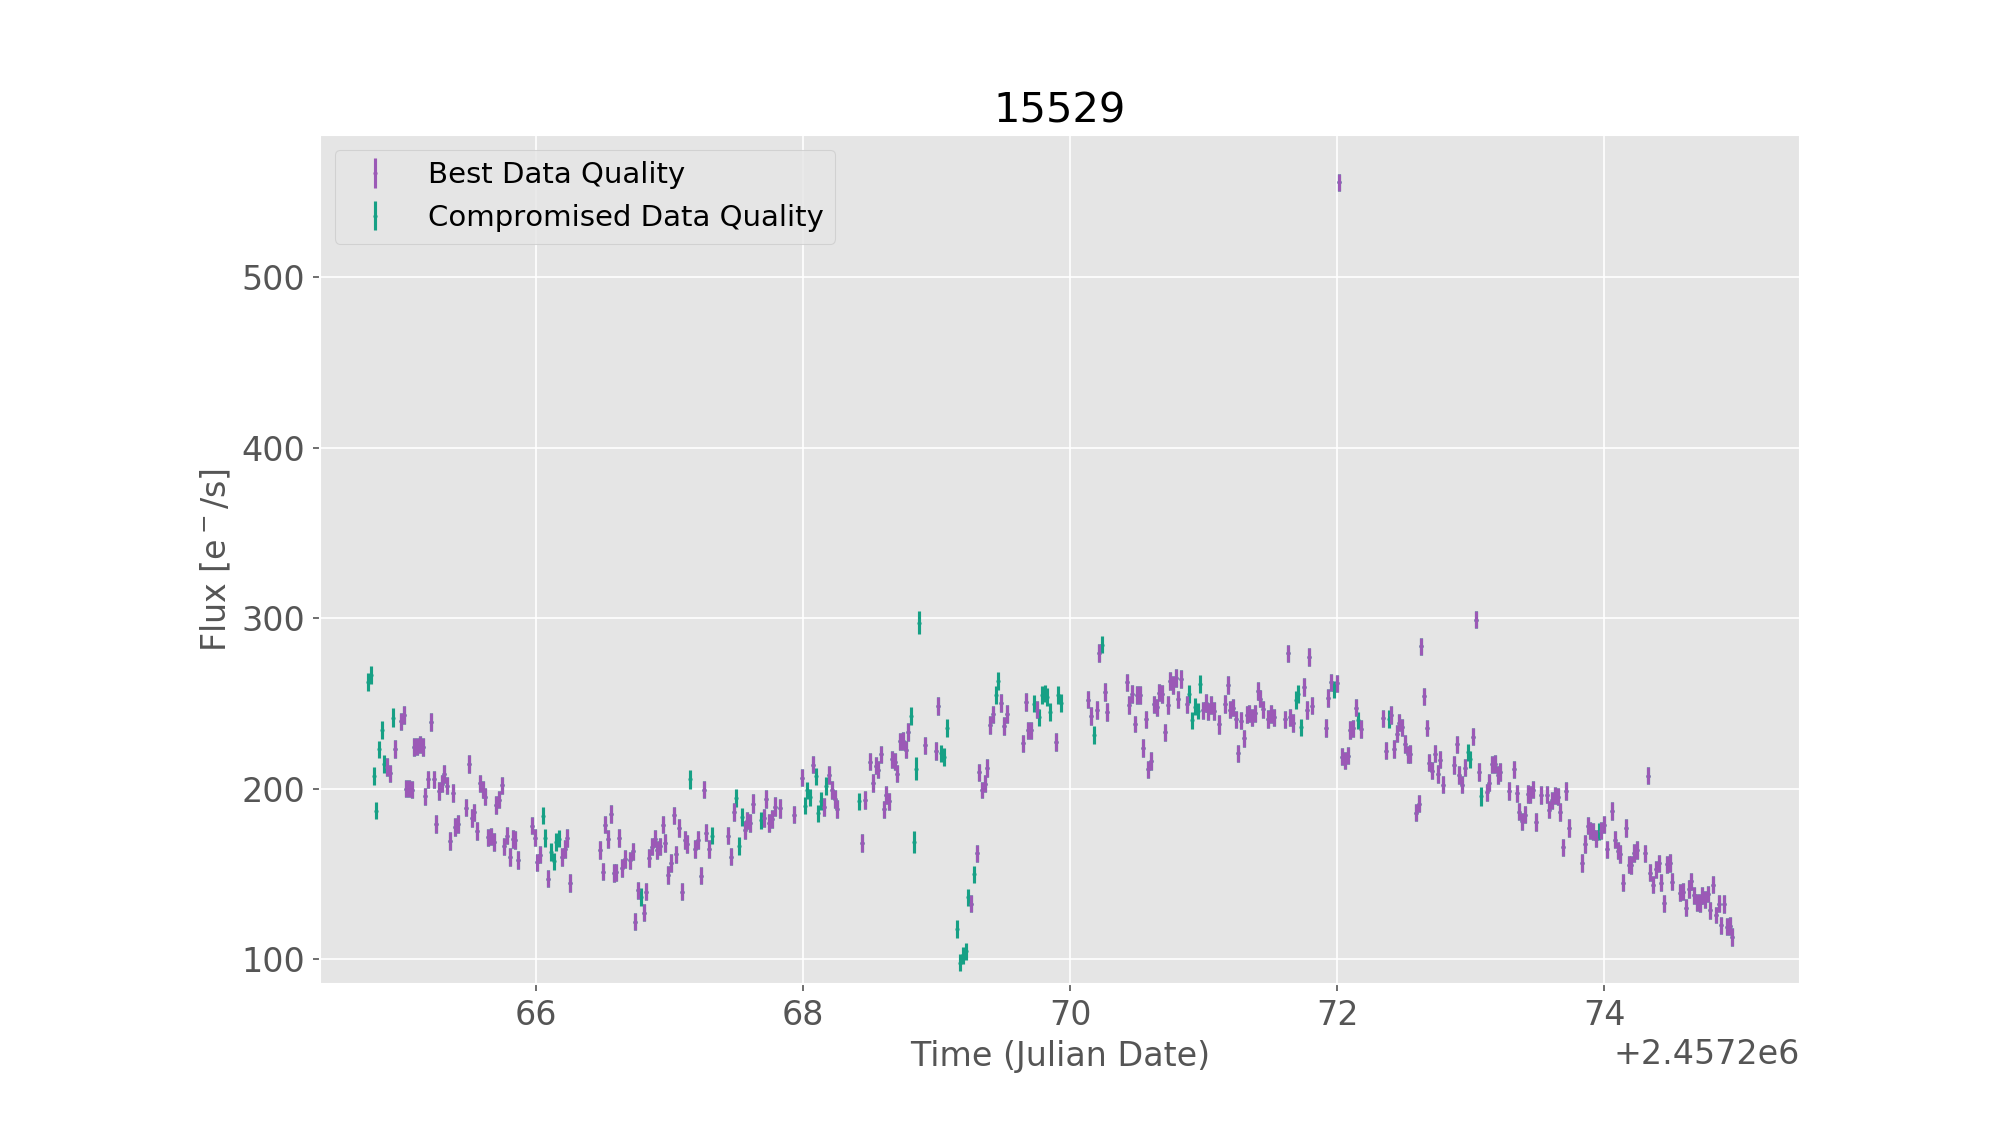 15529
Best Data Quality
Compromised Data Quality
Flux [e⁻/s]
500
400
300
200
100
66 68 70 72 74
Time (Julian Date)
+2.4572e6